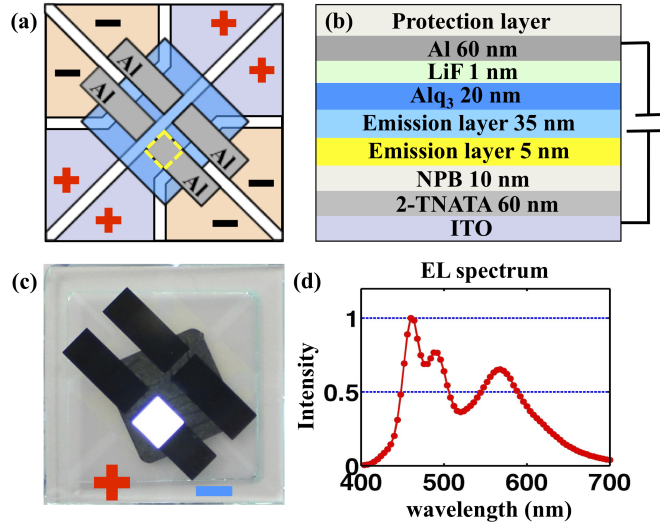 (a)
Al
Al
Al
Al
+
+
+
+
−
−
−
−
(b)
Protection layer
Al 60 nm
LiF 1 nm
Alq₃ 20 nm
Emission layer 35 nm
Emission layer 5 nm
NPB 10 nm
2-TNATA 60 nm
ITO
(c)
+
−
(d)
EL spectrum
Intensity
1
0.5
0
400
500
600
700
wavelength (nm)